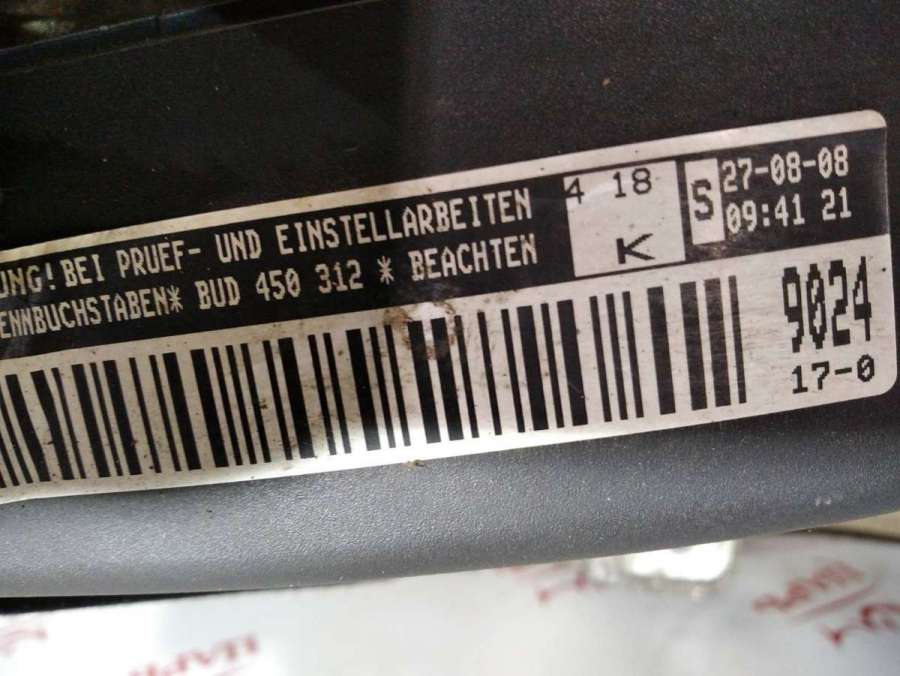 UNG! BEI PRUEF- UND EINSTELLARBEITEN
ENNBUCHSTABEN* BUD 450 312 * BEACHTEN
4 18
K
S
27-08-08
09:41 21
9024
17-0